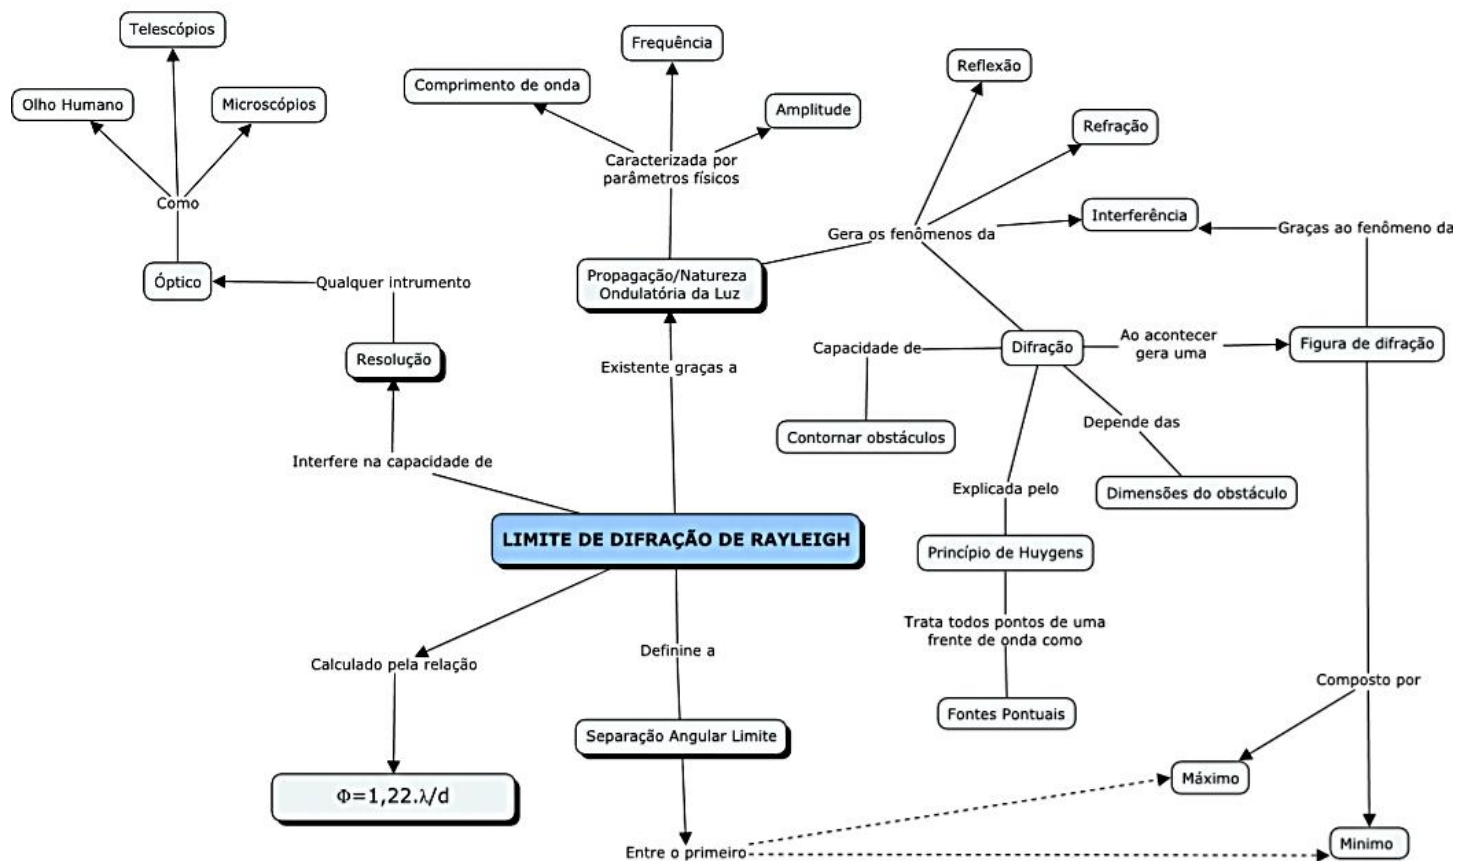 Telescópios
Frequência
Reflexão
Comprimento de onda
Olho Humano
Microscópios
Amplitude
Refração
Caracterizada por
parâmetros físicos
Como
Interferência
Gera os fenômenos da
Graças ao fenômeno da
Óptico
Qualquer intrumento
Propagação/Natureza
Ondulatória da Luz
Resolução
Existente graças a
Capacidade de
Difração
Ao acontecer
gera uma
Figura de difração
Contornar obstáculos
Depende das
Interfere na capacidade de
Explicada pelo
Dimensões do obstáculo
LIMITE DE DIFRAÇÃO DE RAYLEIGH
Princípio de Huygens
Trata todos pontos de uma
frente de onda como
Calculado pela relação
Definine a
Composto por
Fontes Pontuais
Separação Angular Limite
Φ=1,22.λ/d
Máximo
Entre o primeiro
Minimo